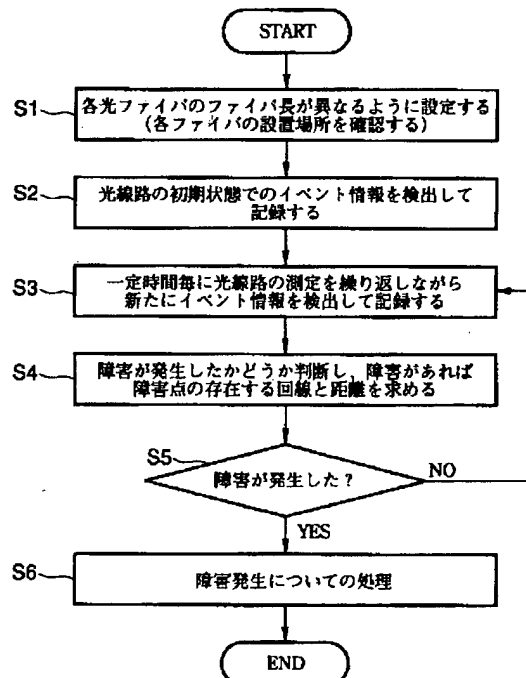 START
S1
各光ファイバのファイバ長が異なるように設定する
(各ファイバの設置場所を確認する)
S2
光線路の初期状態でのイベント情報を検出して
記録する
S3
一定時間毎に光線路の測定を繰り返しながら
新たにイベント情報を検出して記録する
S4
障害が発生したかどうか判断し、障害があれば
障害点の存在する回線と距離を求める
S5
障害が発生した?
NO
YES
S6
障害発生についての処理
END